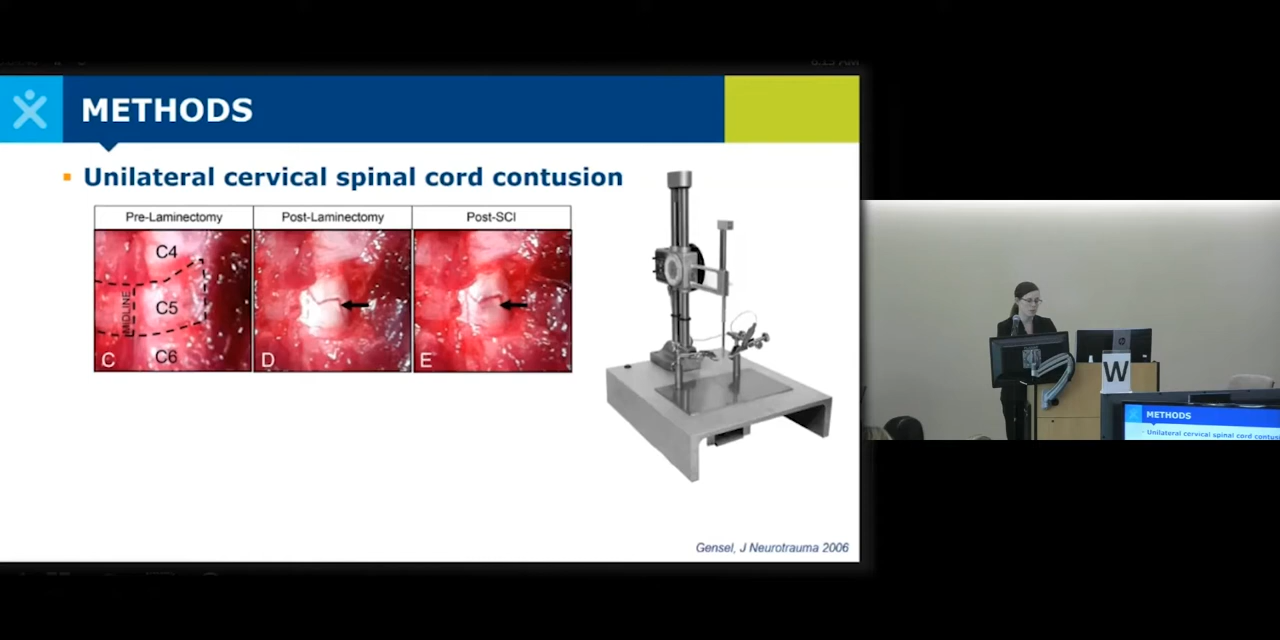 METHODS
Unilateral cervical spinal cord contusion
Pre-Laminectomy
Post-Laminectomy
Post-SCI
C4
C5
C6
MIDLINE
C
D
E
Gensel, J Neurotrauma 2006
W
METHODS
Unilateral cervical spinal cord contusi